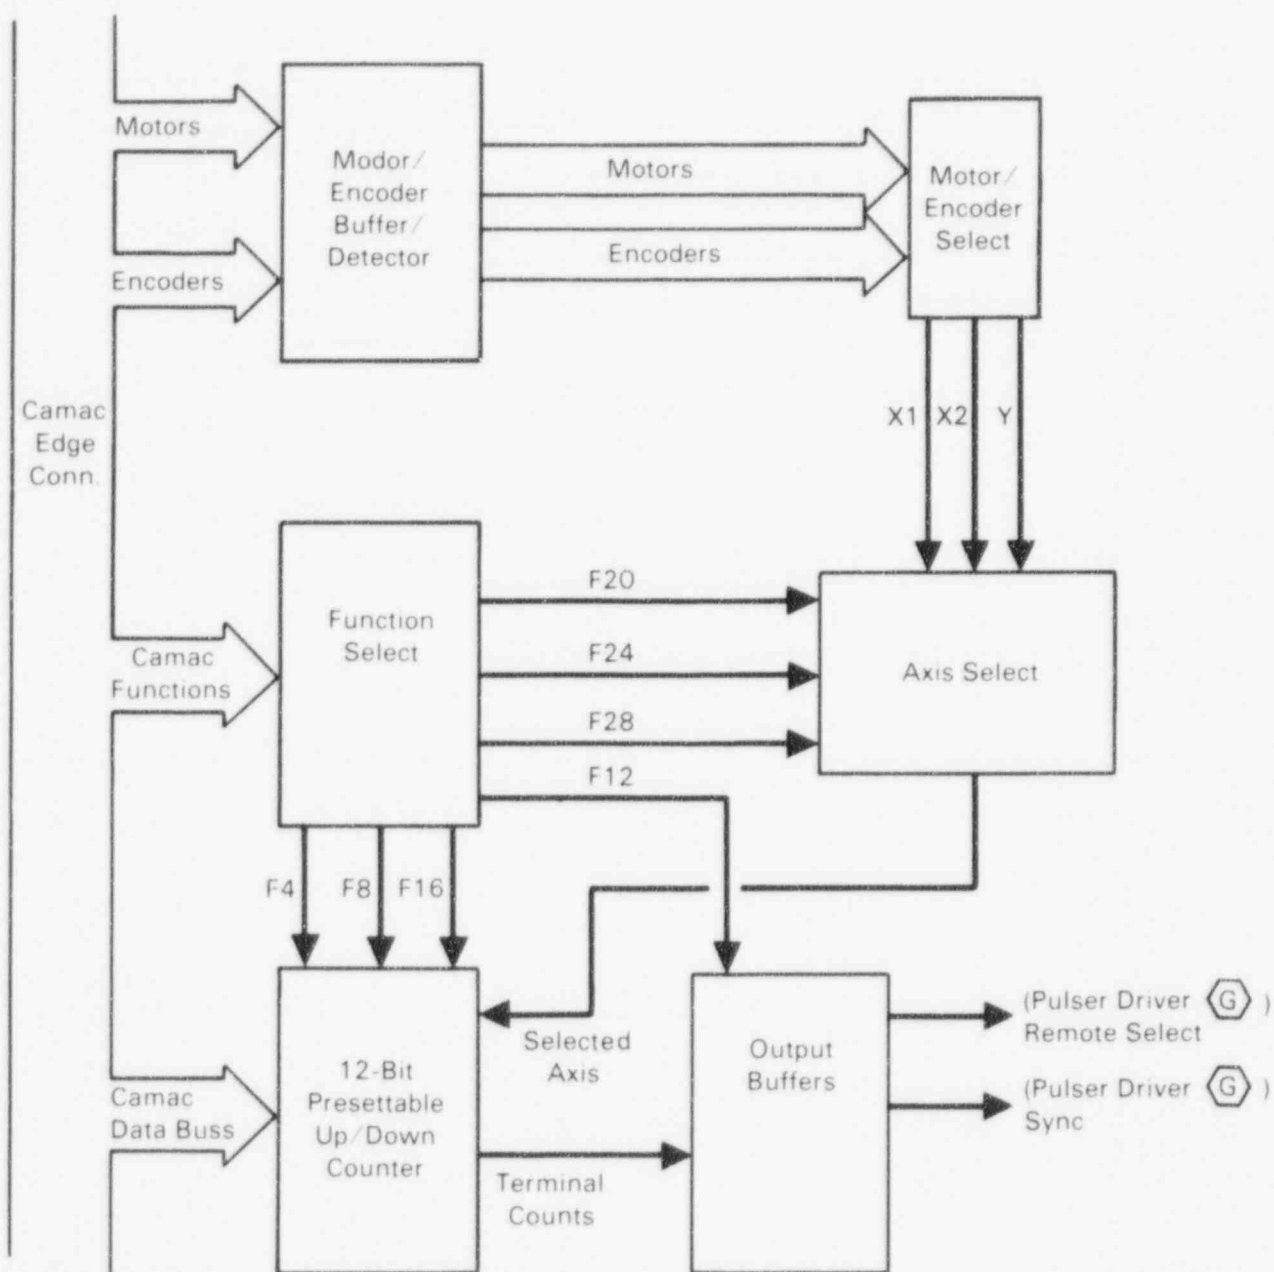 Motors
Modor/
Encoder
Buffer/
Detector
Motors
Motor/
Encoder
Select
Encoders
Encoders
Camac
Edge
Conn.
X1
X2
Y
Function
Select
F20
F24
F28
F12
Axis Select
Camac
Functions
F4
F8
F16
Selected
Axis
Output
Buffers
(Pulser Driver G )
Remote Select
(Pulser Driver G )
Sync
Camac
Data Buss
12-Bit
Presettable
Up/Down
Counter
Terminal
Counts